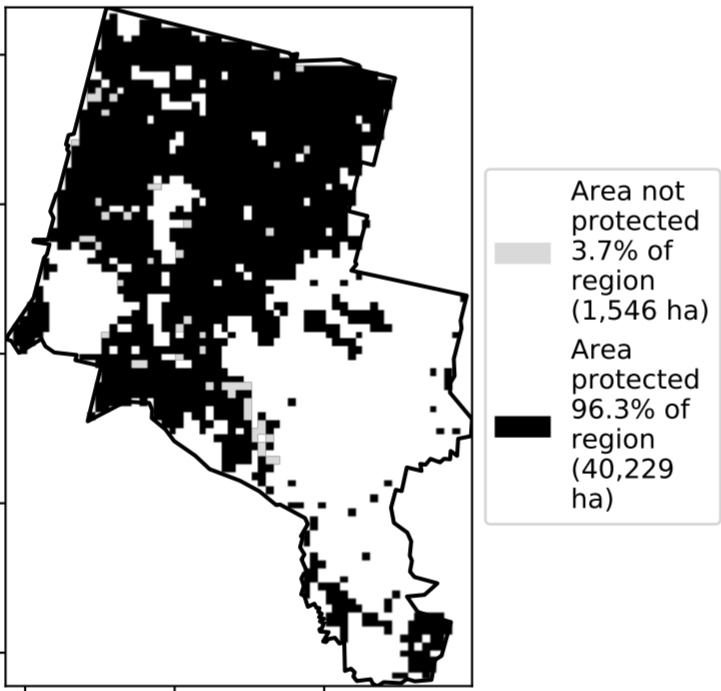 Area not
protected
3.7% of
region
(1,546 ha)
Area
protected
96.3% of
region
(40,229
ha)